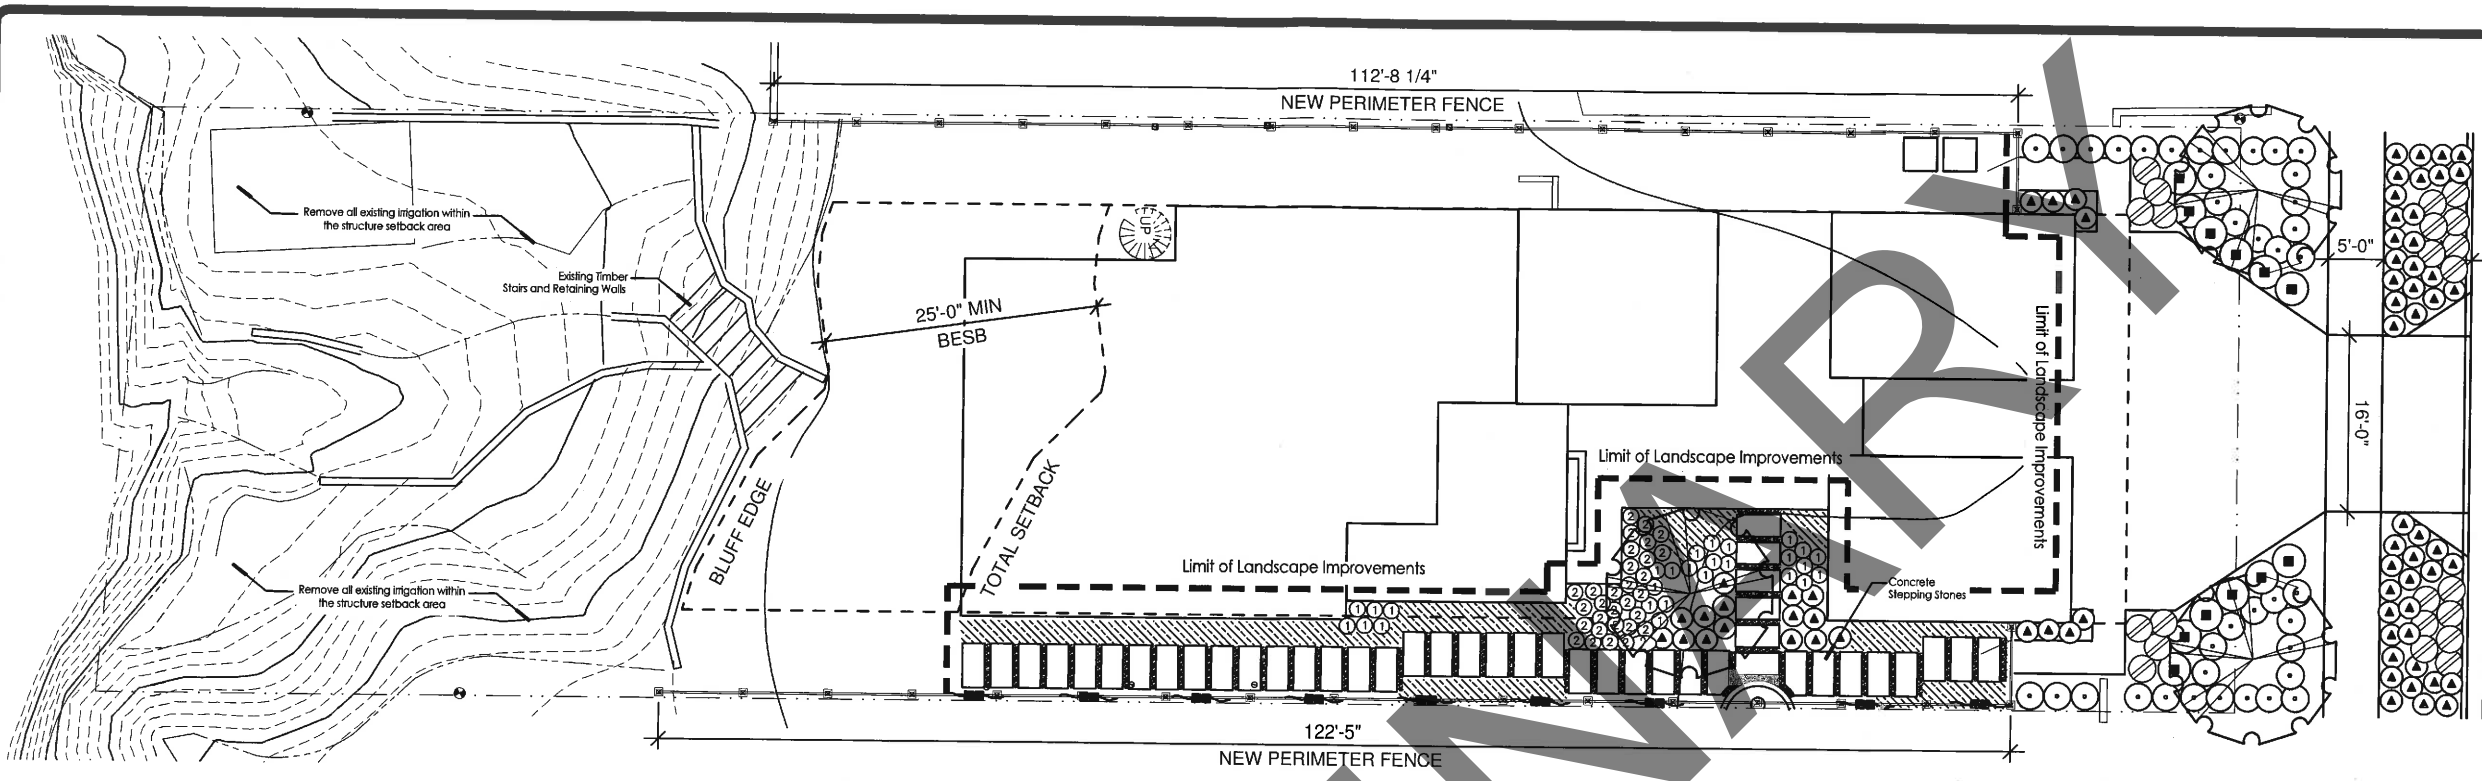 112'-8 1/4"
NEW PERIMETER FENCE
Remove all existing irrigation within
the structure setback area
UP
5'-0"
Existing Timber
Stairs and Retaining Walls
25'-0" MIN
BESB
Limit of Landscape Improvements
16'-0"
Limit of Landscape Improvements
BLUFF EDGE
TOTAL SETBACK
Limit of Landscape Improvements
Concrete
Stepping Stones
Remove all existing irrigation within
the structure setback area
122'-5"
NEW PERIMETER FENCE
NARY